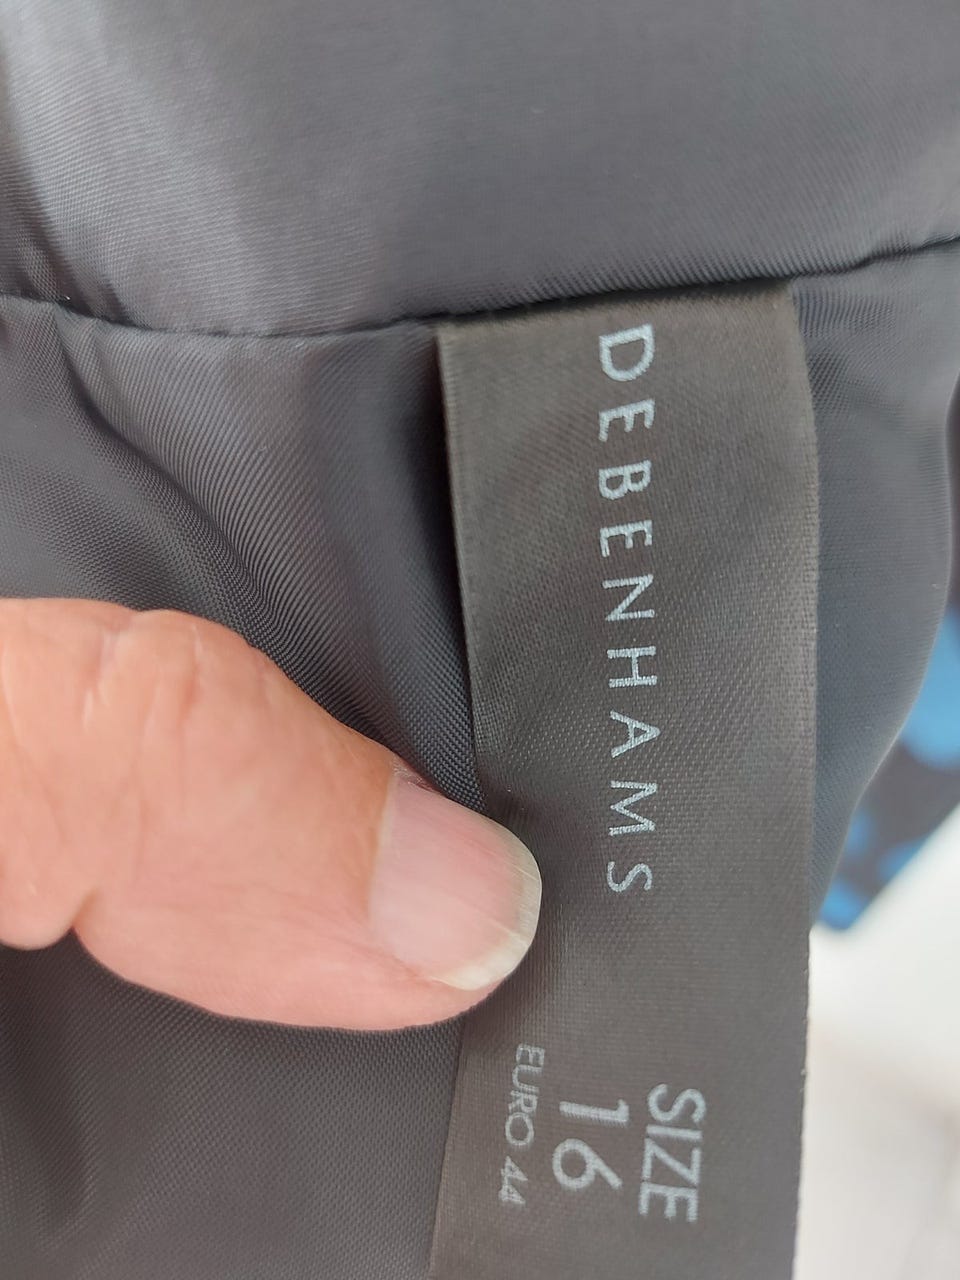 DEBENHAMS
SIZE
16
EURO 44